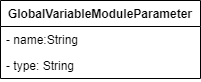 GlobalVariableModuleParameter
- name:String
- type: String